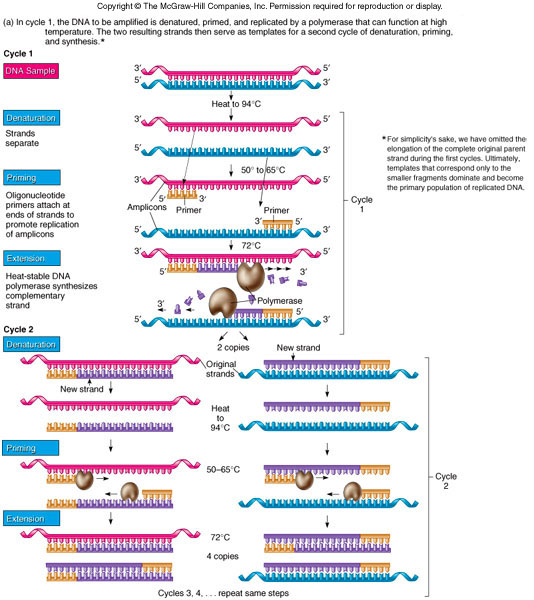 Copyright © The McGraw-Hill Companies, Inc. Permission required for reproduction or display.
(a) In cycle 1, the DNA to be amplified is denatured, primed, and replicated by a polymerase that can function at high
temperature. The two resulting strands then serve as templates for a second cycle of denaturation, priming,
and synthesis.*
Cycle 1
DNA Sample
3′ 5′
5′ 3′
Heat to 94°C
Denaturation
Strands
separate
3′ 5′
5′ 3′
*For simplicity's sake, we have omitted the
elongation of the complete original parent
strand during the first cycles. Ultimately,
templates that correspond only to the
smaller fragments dominate and become
the primary population of replicated DNA.
Priming
Oligonucleotide
primers attach at
ends of strands to
promote replication
of amplicons
50° to 65°C
3′ 5′
5′ 3′
Amplicons
Primer
Primer
3′ 5′
5′ 3′
Cycle
1
72°C
Extension
Heat-stable DNA
polymerase synthesizes
complementary
strand
3′ 5′
5′ 3′
Polymerase
3′ 5′
5′ 3′
Cycle 2
2 copies
Denaturation
New strand
Original
strands
New strand
Heat
to
94°C
Priming
50–65°C
Cycle
2
Extension
72°C
4 copies
Cycles 3, 4, . . . repeat same steps